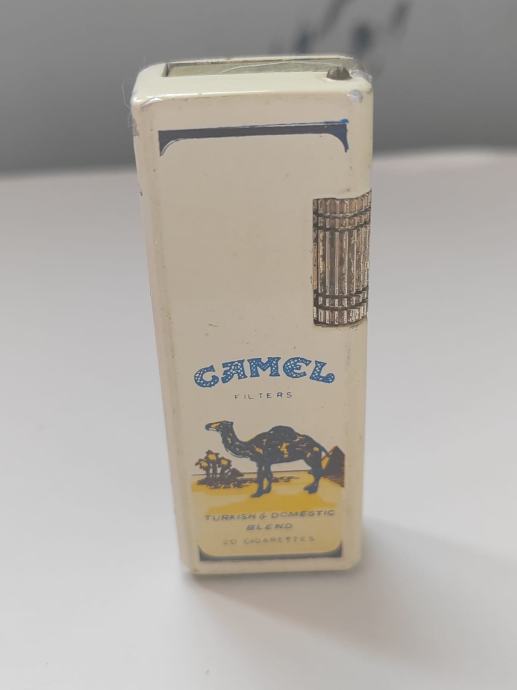 CAMEL
FILTERS
TURKISH & DOMESTIC
BLEND
20 CIGARETTES